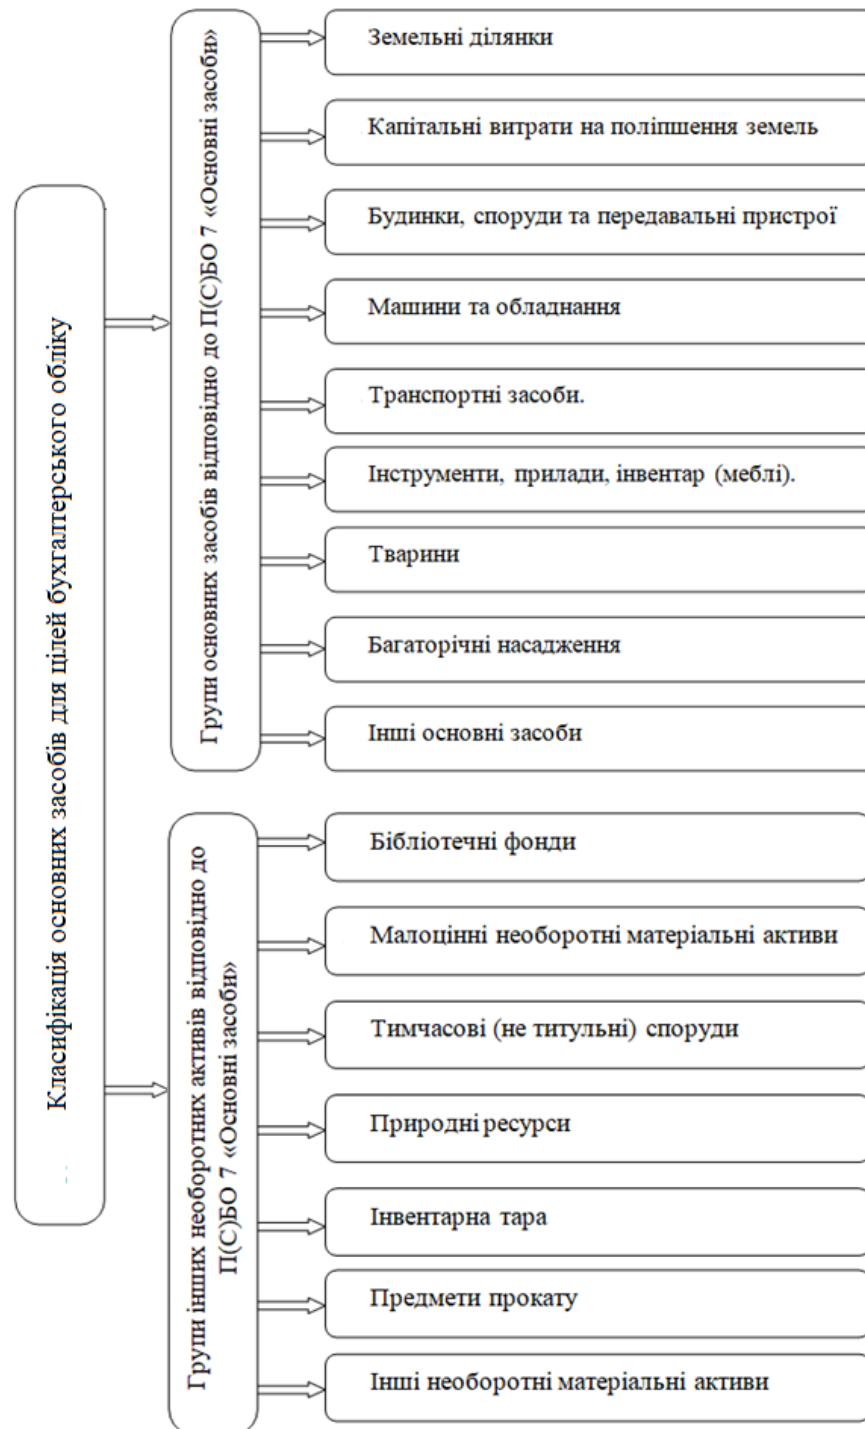 Класифікація основних засобів для цілей бухгалтерського обліку
Групи основних засобів відповідно до П(С)БО 7 «Основні засоби»
Земельні ділянки
Капітальні витрати на поліпшення земель
Будинки, споруди та передавальні пристрої
Машини та обладнання
Транспортні засоби.
Інструменти, прилади, інвентар (меблі).
Тварини
Багаторічні насадження
Інші основні засоби
Групи інших необоротних активів відповідно до
П(С)БО 7 «Основні засоби»
Бібліотечні фонди
Малоцінні необоротні матеріальні активи
Тимчасові (не титульні) споруди
Природні ресурси
Інвентарна тара
Предмети прокату
Інші необоротні матеріальні активи